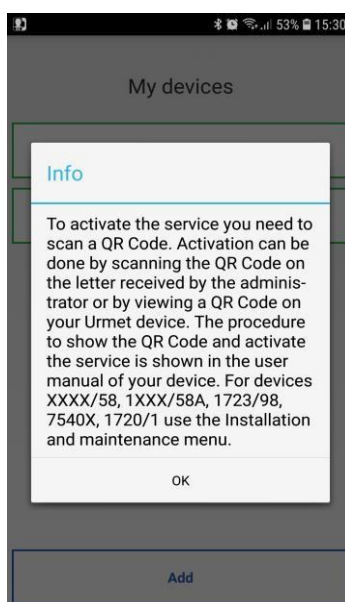 53% 15:30
My devices
Info
To activate the service you need to
scan a QR Code. Activation can be
done by scanning the QR Code on
the letter received by the adminis-
trator or by viewing a QR Code on
your Urmet device. The procedure
to show the QR Code and activate
the service is shown in the user
manual of your device. For devices
XXXX/58, 1XXX/58A, 1723/98,
7540X, 1720/1 use the Installation
and maintenance menu.
OK
Add